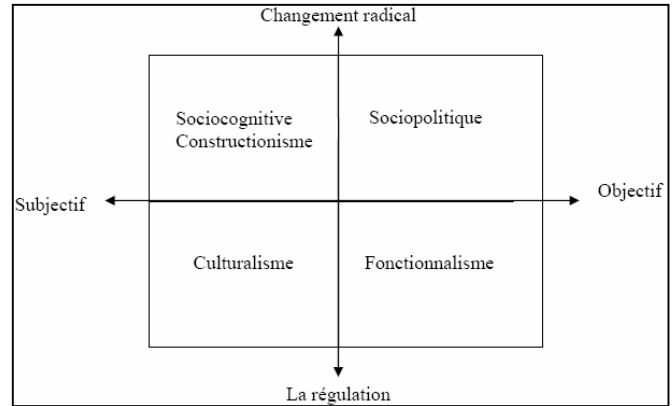 Changement radical
Sociocognitive
Constructionisme
Sociopolitique
Subjectif
Objectif
Culturalisme
Fonctionnalisme
La régulation